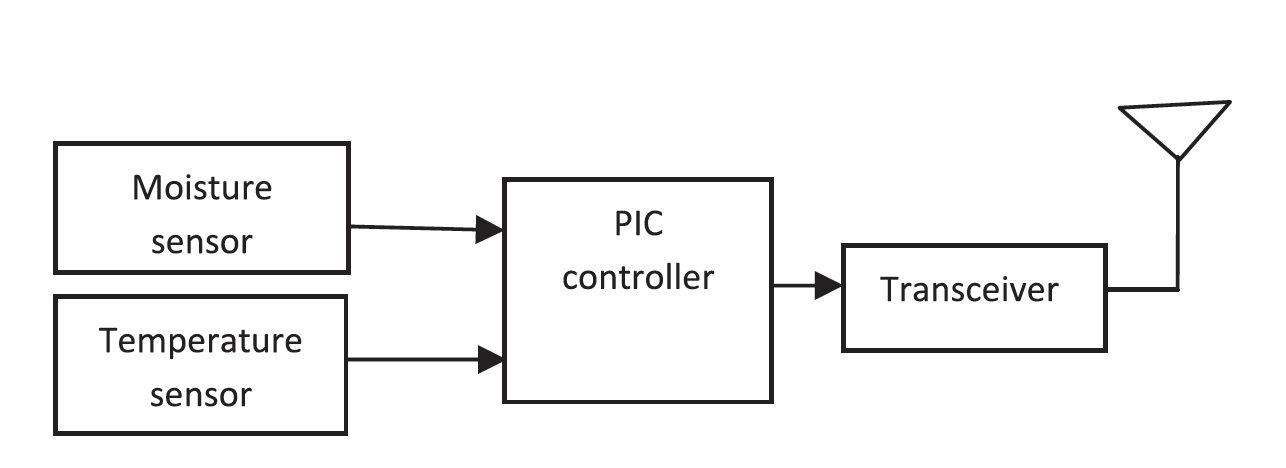 Moisture
sensor
Temperature
sensor
PIC
controller
Transceiver